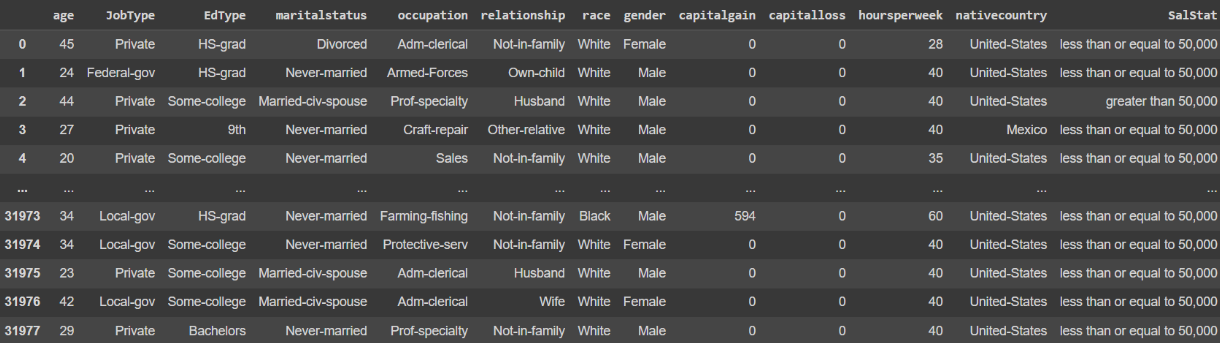 age JobType EdType maritalstatus occupation relationship race gender capitalgain capitalloss hoursperweek nativecountry SalStat
0 45 Private HS-grad Divorced Adm-clerical Not-in-family White Female 0 0 28 United-States less than or equal to 50,000
1 24 Federal-gov HS-grad Never-married Armed-Forces Own-child White Male 0 0 40 United-States less than or equal to 50,000
2 44 Private Some-college Married-civ-spouse Prof-specialty Husband White Male 0 0 40 United-States greater than 50,000
3 27 Private 9th Never-married Craft-repair Other-relative White Male 0 0 40 Mexico less than or equal to 50,000
4 20 Private Some-college Never-married Sales Not-in-family White Male 0 0 35 United-States less than or equal to 50,000
... ... ... ... ... ... ... ... ... ... ... ... ... ...
31973 34 Local-gov HS-grad Never-married Farming-fishing Not-in-family Black Male 594 0 60 United-States less than or equal to 50,000
31974 34 Local-gov Some-college Never-married Protective-serv Not-in-family White Female 0 0 40 United-States less than or equal to 50,000
31975 23 Private Some-college Married-civ-spouse Adm-clerical Husband White Male 0 0 40 United-States less than or equal to 50,000
31976 42 Local-gov Some-college Married-civ-spouse Adm-clerical Wife White Female 0 0 40 United-States less than or equal to 50,000
31977 29 Private Bachelors Never-married Prof-specialty Not-in-family White Male 0 0 40 United-States less than or equal to 50,000